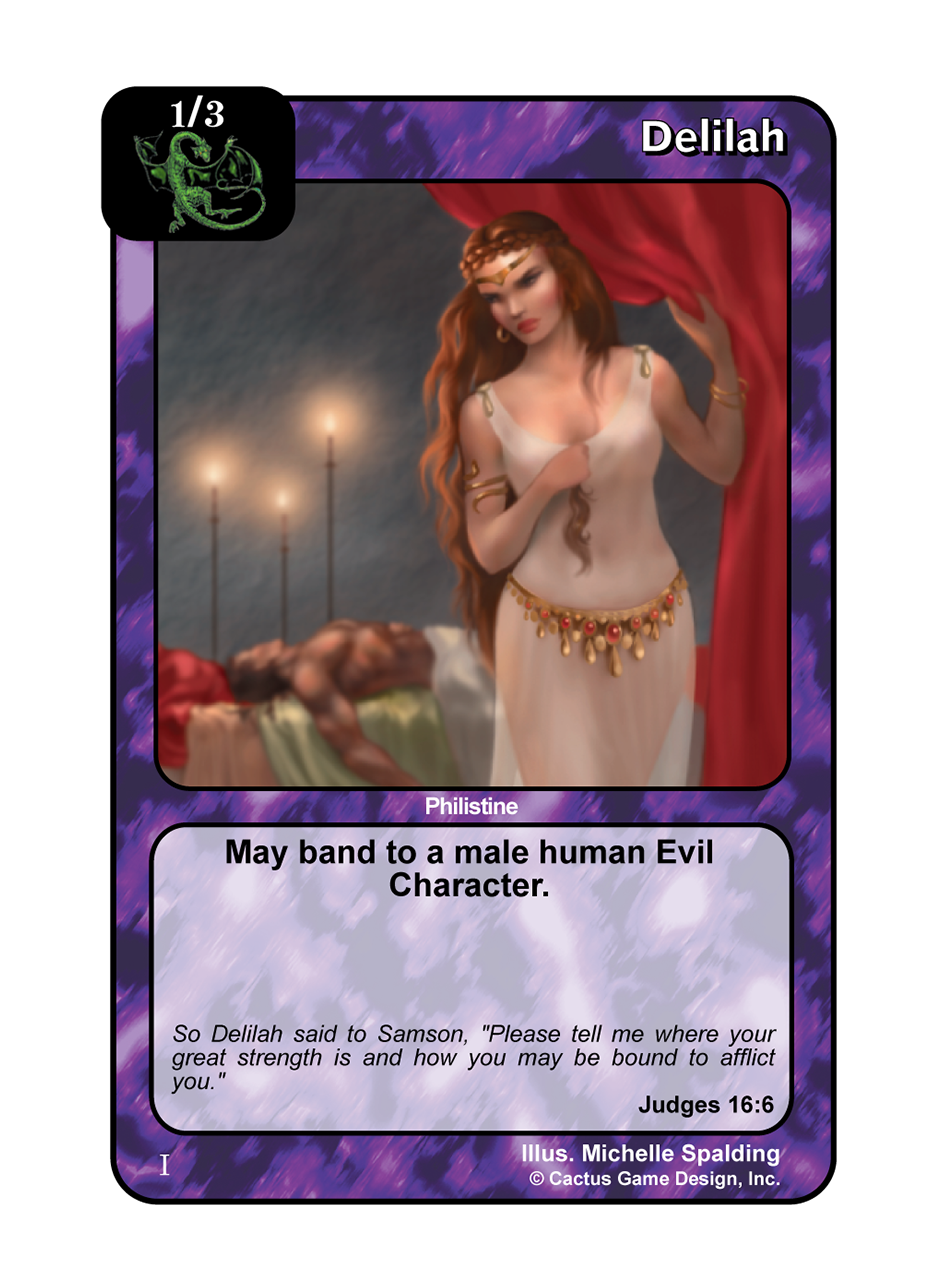 1/3
Delilah
Philistine
May band to a male human Evil
Character.
So Delilah said to Samson, "Please tell me where your
great strength is and how you may be bound to afflict
you."
Judges 16:6
I
Illus. Michelle Spalding
© Cactus Game Design, Inc.